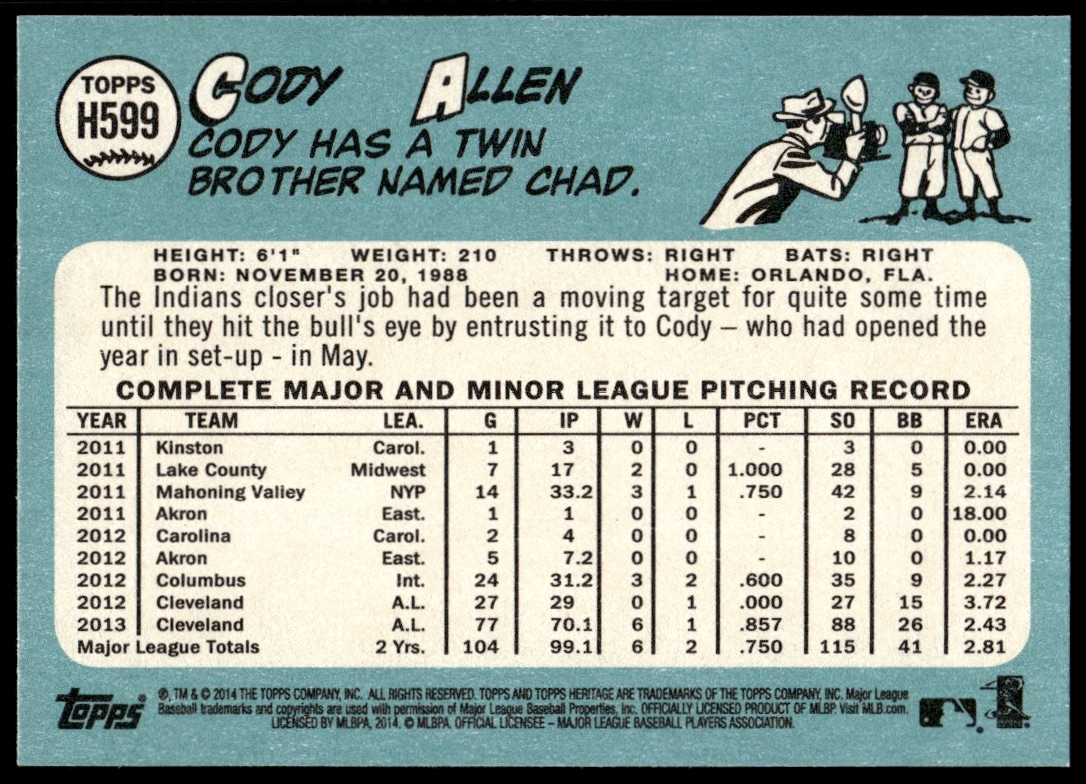 TOPPS
H599
CODY ALLEN
CODY HAS A TWIN
BROTHER NAMED CHAD.
HEIGHT: 6'1" WEIGHT: 210 THROWS: RIGHT BATS: RIGHT
BORN: NOVEMBER 20, 1988 HOME: ORLANDO, FLA.
The Indians closer's job had been a moving target for quite some time
until they hit the bull's eye by entrusting it to Cody – who had opened the
year in set-up - in May.
COMPLETE MAJOR AND MINOR LEAGUE PITCHING RECORD
YEAR TEAM LEA. G IP W L PCT SO BB ERA
2011 Kinston Carol. 1 3 0 0 - 3 0 0.00
2011 Lake County Midwest 7 17 2 0 1.000 28 5 0.00
2011 Mahoning Valley NYP 14 33.2 3 1 .750 42 9 2.14
2011 Akron East. 1 1 0 0 - 2 0 18.00
2012 Carolina Carol. 2 4 0 0 - 8 0 0.00
2012 Akron East. 5 7.2 0 0 - 10 0 1.17
2012 Columbus Int. 24 31.2 3 2 .600 35 9 2.27
2012 Cleveland A.L. 27 29 0 1 .000 27 15 3.72
2013 Cleveland A.L. 77 70.1 6 1 .857 88 26 2.43
Major League Totals 2 Yrs. 104 99.1 6 2 .750 115 41 2.81
topps
®, TM & © 2014 THE TOPPS COMPANY, INC. ALL RIGHTS RESERVED. TOPPS AND TOPPS HERITAGE ARE TRADEMARKS OF THE TOPPS COMPANY, INC. Major League
Baseball trademarks and copyrights are used with permission of Major League Baseball Properties, Inc. OFFICIALLY LICENSED PRODUCT OF MLBP. Visit MLB.com.
LICENSED BY MLBPA, 2014. © MLBPA. OFFICIAL LICENSEE – MAJOR LEAGUE BASEBALL PLAYERS ASSOCIATION.